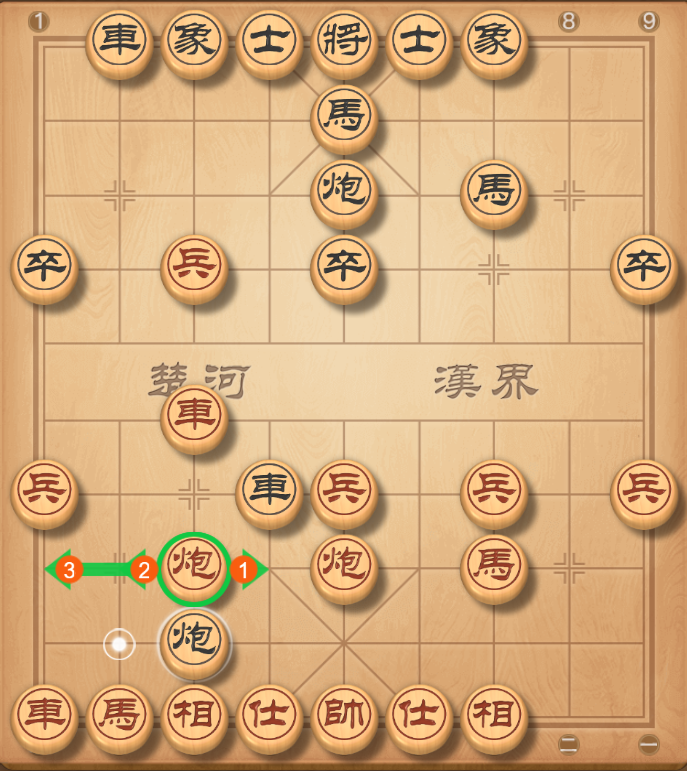 1 8 9
車 象 士 將 士 象
馬
炮 馬
卒 兵 卒 卒
楚河 漢界
車
兵 車 兵 兵 兵
3 2 炮 1 炮 馬
炮
車 馬 相 仕 帥 仕 相
二 一